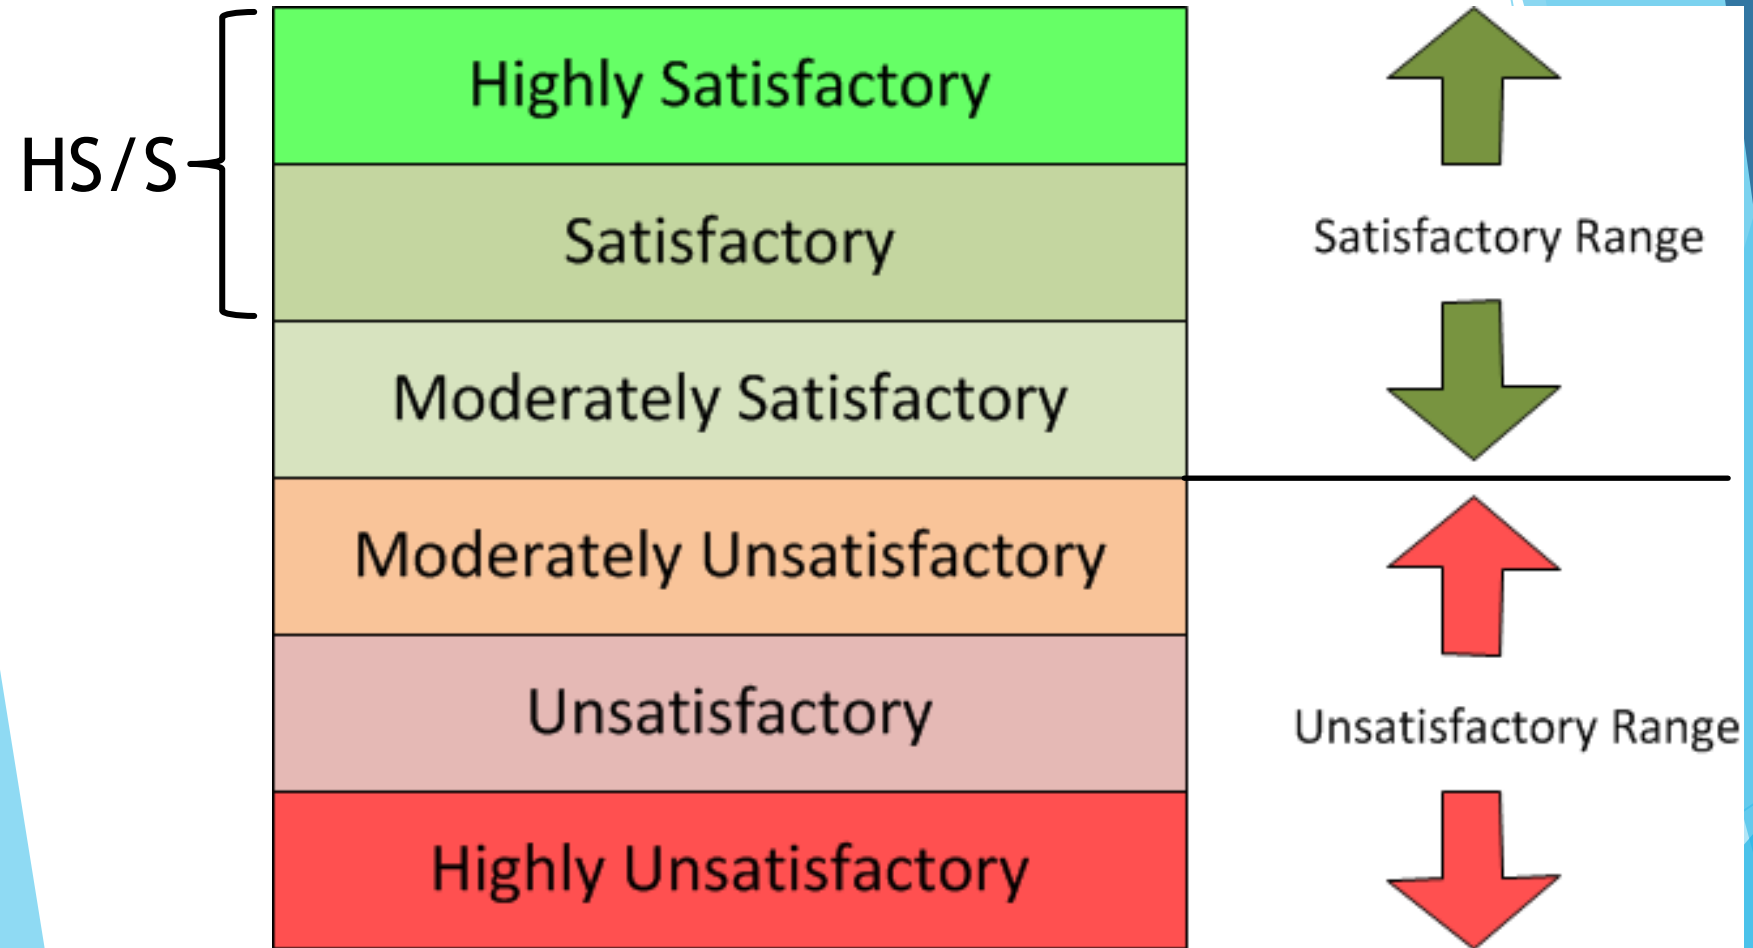 Highly Satisfactory
HS/S
Satisfactory
Satisfactory Range
Moderately Satisfactory
Moderately Unsatisfactory
Unsatisfactory
Unsatisfactory Range
Highly Unsatisfactory